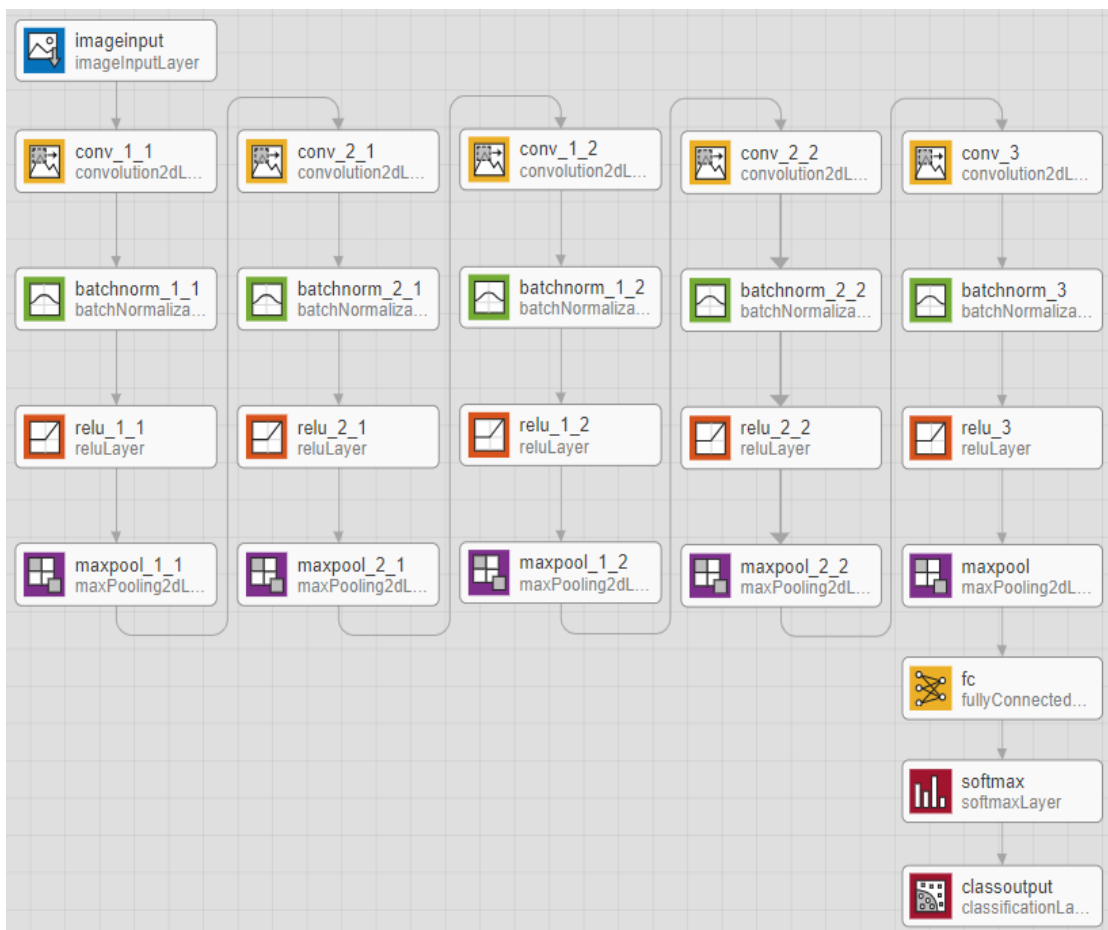 imageinput
imageInputLayer
conv_1_1
convolution2dL...
batchnorm_1_1
batchNormaliza...
relu_1_1
reluLayer
maxpool_1_1
maxPooling2dL...
conv_2_1
convolution2dL...
batchnorm_2_1
batchNormaliza...
relu_2_1
reluLayer
maxpool_2_1
maxPooling2dL...
conv_1_2
convolution2dL...
batchnorm_1_2
batchNormaliza...
relu_1_2
reluLayer
maxpool_1_2
maxPooling2dL...
conv_2_2
convolution2dL...
batchnorm_2_2
batchNormaliza...
relu_2_2
reluLayer
maxpool_2_2
maxPooling2dL...
conv_3
convolution2dL...
batchnorm_3
batchNormaliza...
relu_3
reluLayer
maxpool
maxPooling2dL...
fc
fullyConnected...
softmax
softmaxLayer
classoutput
classificationLa...